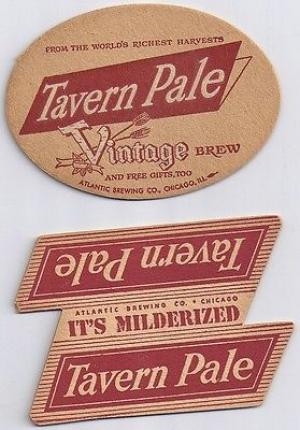 FROM THE WORLD'S RICHEST HARVESTS
Tavern Pale
Vintage BREW
AND FREE GIFTS, TOO
ATLANTIC BREWING CO., CHICAGO, ILL
Tavern Pale
ATLANTIC BREWING CO. • CHICAGO
IT'S MILDERIZED
Tavern Pale